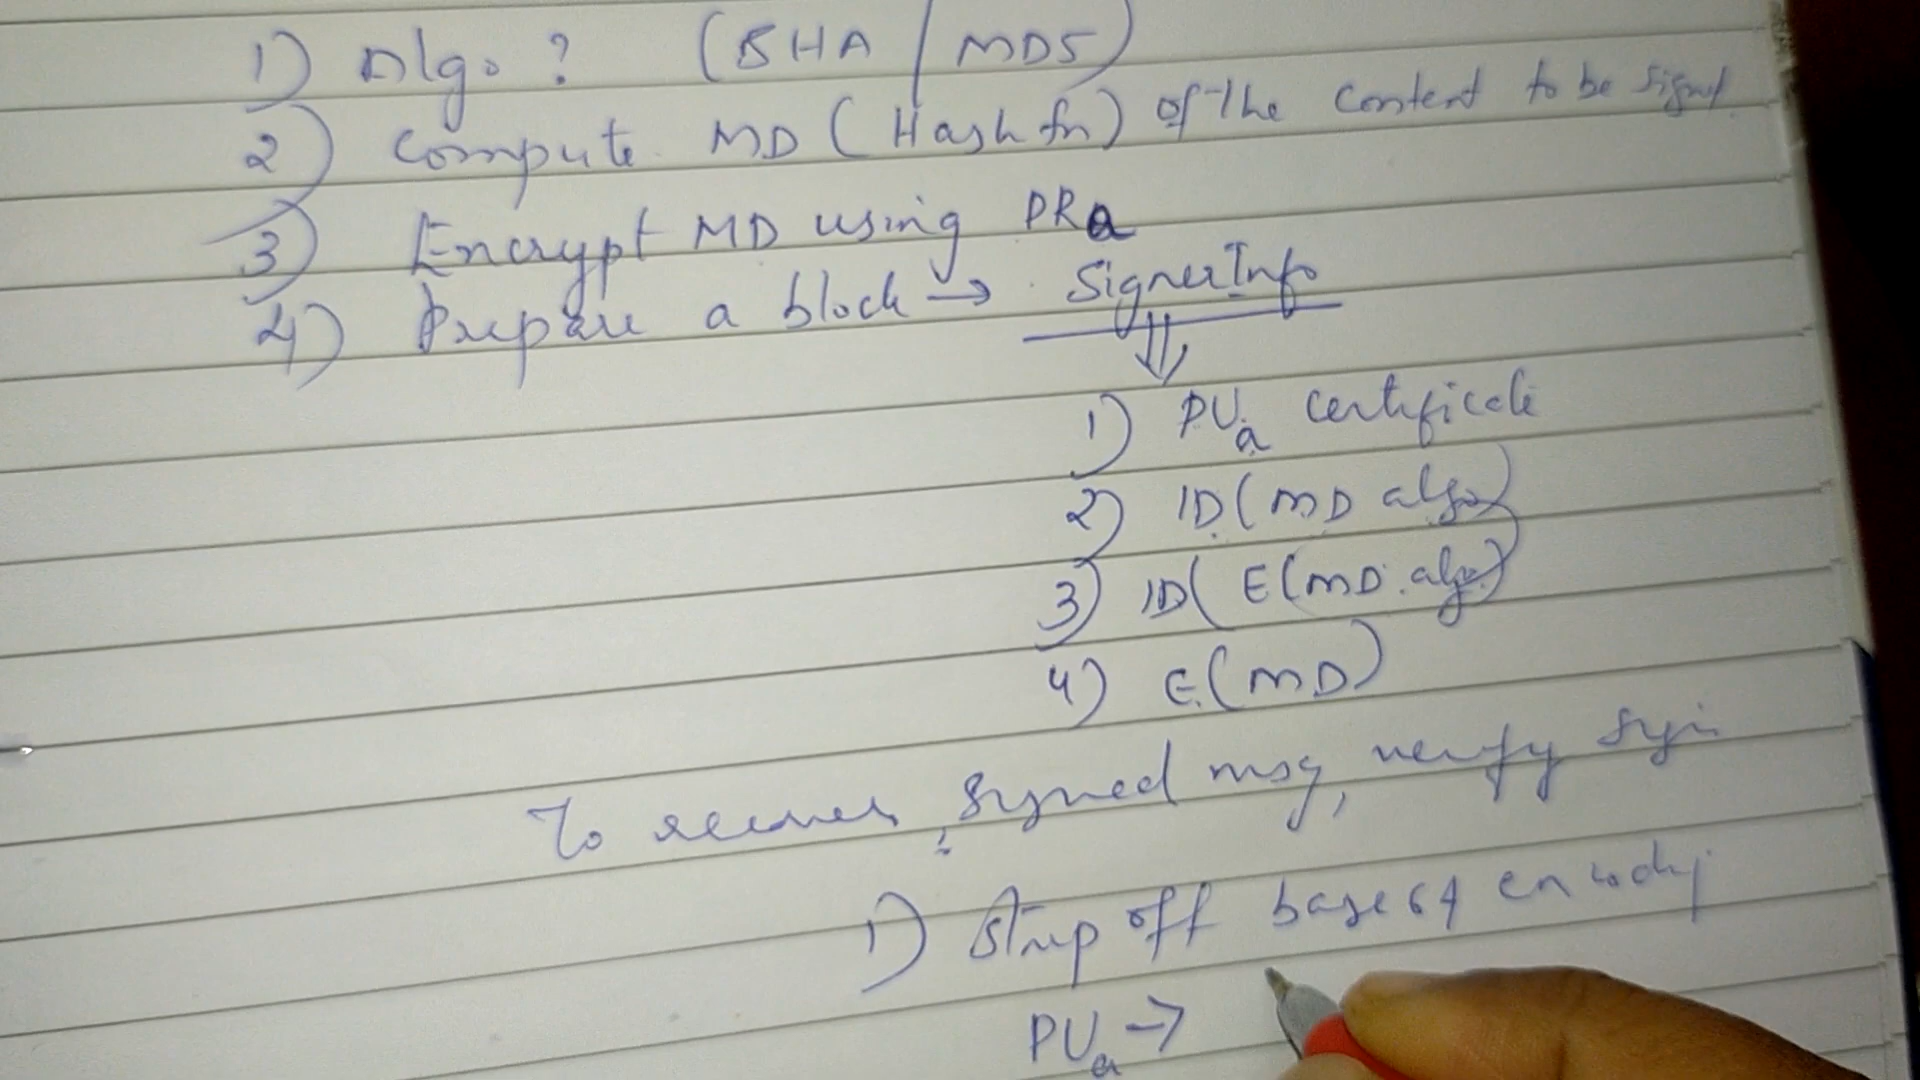 1) Algo? (SHA / MD5)
2) Compute MD (Hash fn) of the content to be signed
3) Encrypt MD using PRa
4) Prepare a block → SignerInfo
1) PUa certificate
2) ID(MD algo)
3) ID(E(MD.algo)
4) E(MD)
To recover signed msg, verify sign
1) Strip off base64 encoding
PUa →